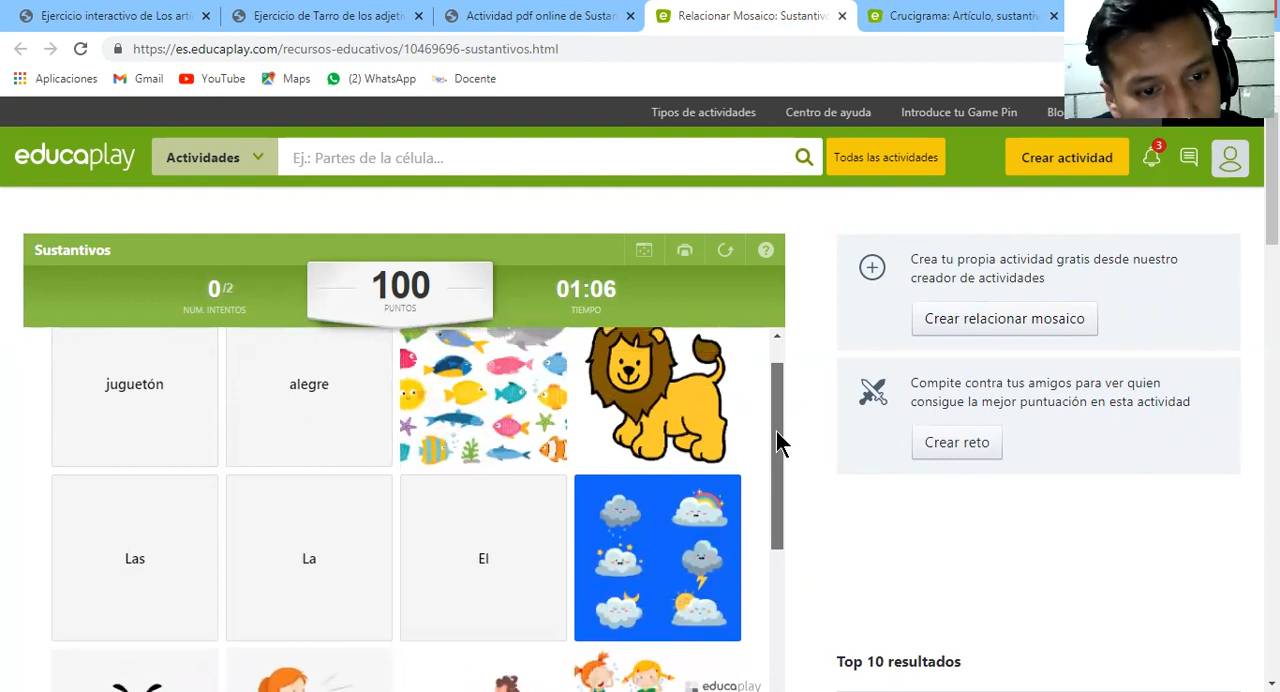 Ejercicio interactivo de Los artí
Ejercicio de Tarro de los adjeti
Actividad pdf online de Sustan
Relacionar Mosaico: Sustantivo
Crucigrama: Artículo, sustanti
https://es.educaplay.com/recursos-educativos/10469696-sustantivos.html
Aplicaciones
Gmail
YouTube
Maps
(2) WhatsApp
Docente
Tipos de actividades
Centro de ayuda
Introduce tu Game Pin
Blo
educaplay
Actividades
Ej.: Partes de la célula...
Todas las actividades
Crear actividad
3
Sustantivos
0/2
NUM. INTENTOS
100
PUNTOS
01:06
TIEMPO
juguetón
alegre
Las
La
El
educaplay
Crea tu propia actividad gratis desde nuestro
creador de actividades
Crear relacionar mosaico
Compite contra tus amigos para ver quien
consigue la mejor puntuación en esta actividad
Crear reto
Top 10 resultados